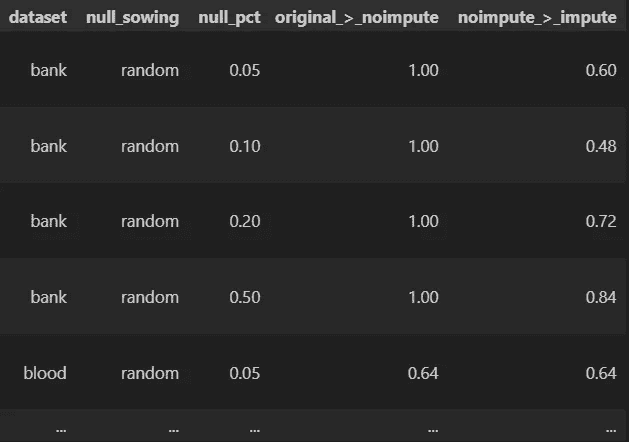 dataset null_sowing null_pct original_>_noimpute noimpute_>_impute
bank random 0.05 1.00 0.60
bank random 0.10 1.00 0.48
bank random 0.20 1.00 0.72
bank random 0.50 1.00 0.84
blood random 0.05 0.64 0.64
... ... ... ... ...